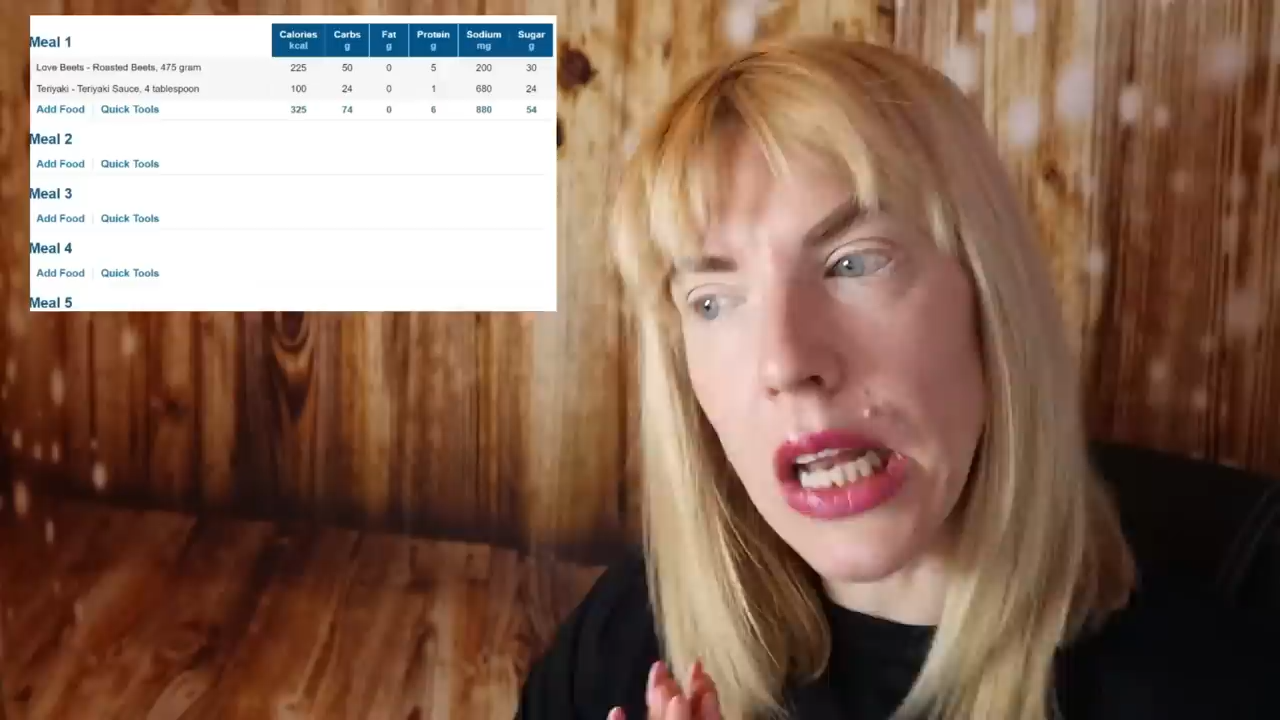 Meal 1 Calories kcal Carbs g Fat g Protein g Sodium mg Sugar g
Love Beets - Roasted Beets, 475 gram 225 50 0 5 200 30
Teriyaki - Teriyaki Sauce, 4 tablespoon 100 24 0 1 680 24
Add Food Quick Tools 325 74 0 6 880 54
Meal 2
Add Food Quick Tools
Meal 3
Add Food Quick Tools
Meal 4
Add Food Quick Tools
Meal 5